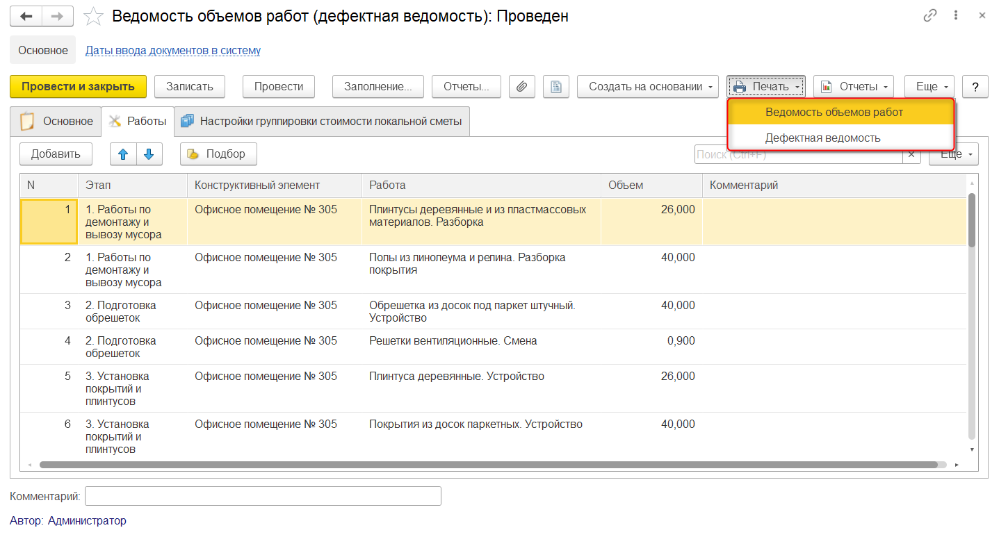 Ведомость объемов работ (дефектная ведомость): Проведен
Основное Даты ввода документов в систему
Провести и закрыть Записать Провести Заполнение... Отчеты... Создать на основании Печать Отчеты Еще ?
Ведомость объемов работ
Дефектная ведомость
Основное Работы Настройки группировки стоимости локальной сметы
Добавить Подбор Поиск (Ctrl+F) × Еще
N Этап Конструктивный элемент Работа Объем Комментарий
1 1. Работы по Офисное помещение № 305 Плинтусы деревянные и из пластмассовых 26,000
демонтажу и материалов. Разборка
вывозу мусора
2 1. Работы по Офисное помещение № 305 Полы из линолеума и релина. Разборка 40,000
демонтажу и покрытия
вывозу мусора
3 2. Подготовка Офисное помещение № 305 Обрешетка из досок под паркет штучный. 40,000
обрешеток Устройство
4 2. Подготовка Офисное помещение № 305 Решетки вентиляционные. Смена 0,900
обрешеток
5 3. Установка Офисное помещение № 305 Плинтуса деревянные. Устройство 26,000
покрытий и
плинтусов
6 3. Установка Офисное помещение № 305 Покрытия из досок паркетных. Устройство 40,000
покрытий и
плинтусов
Комментарий:
Автор: Администратор